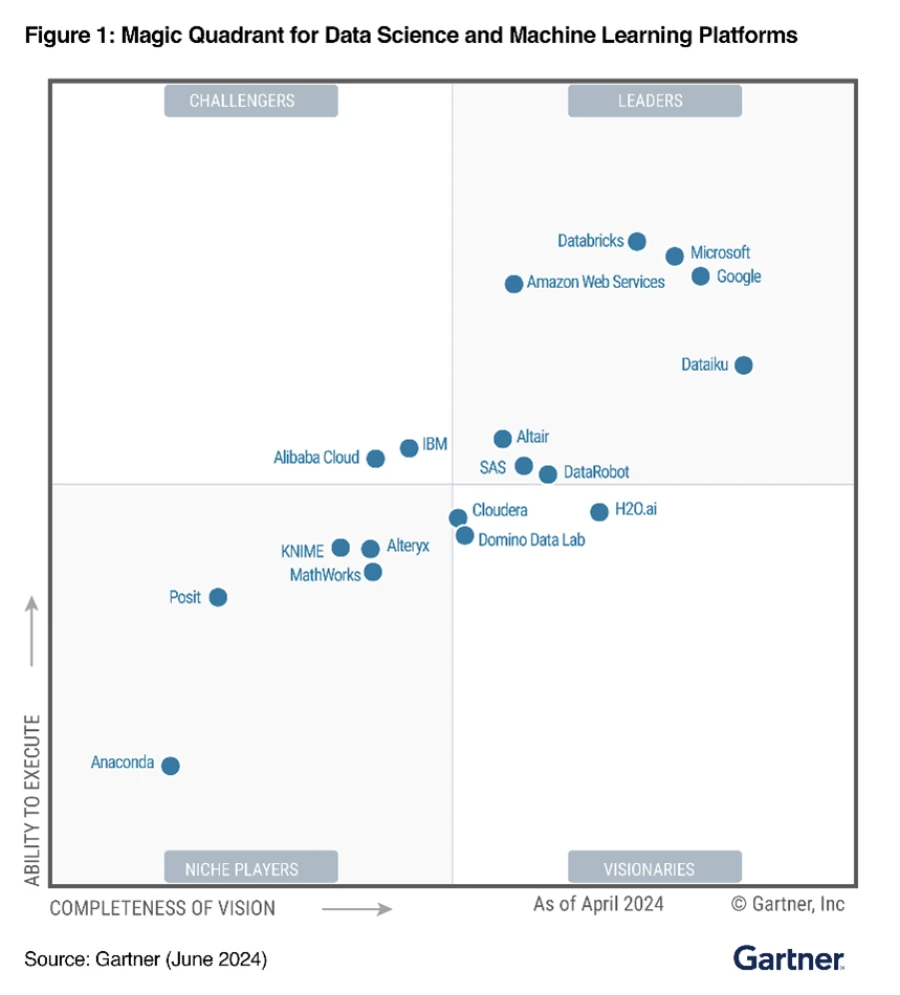 Figure 1: Magic Quadrant for Data Science and Machine Learning Platforms
CHALLENGERS
LEADERS
Databricks
Microsoft
Google
Amazon Web Services
Dataiku
Altair
IBM
Alibaba Cloud
SAS
DataRobot
Cloudera
H2O.ai
Domino Data Lab
KNIME
Alteryx
MathWorks
Posit
Anaconda
ABILITY TO EXECUTE
NICHE PLAYERS
VISIONARIES
COMPLETENESS OF VISION
As of April 2024
© Gartner, Inc
Source: Gartner (June 2024)
Gartner